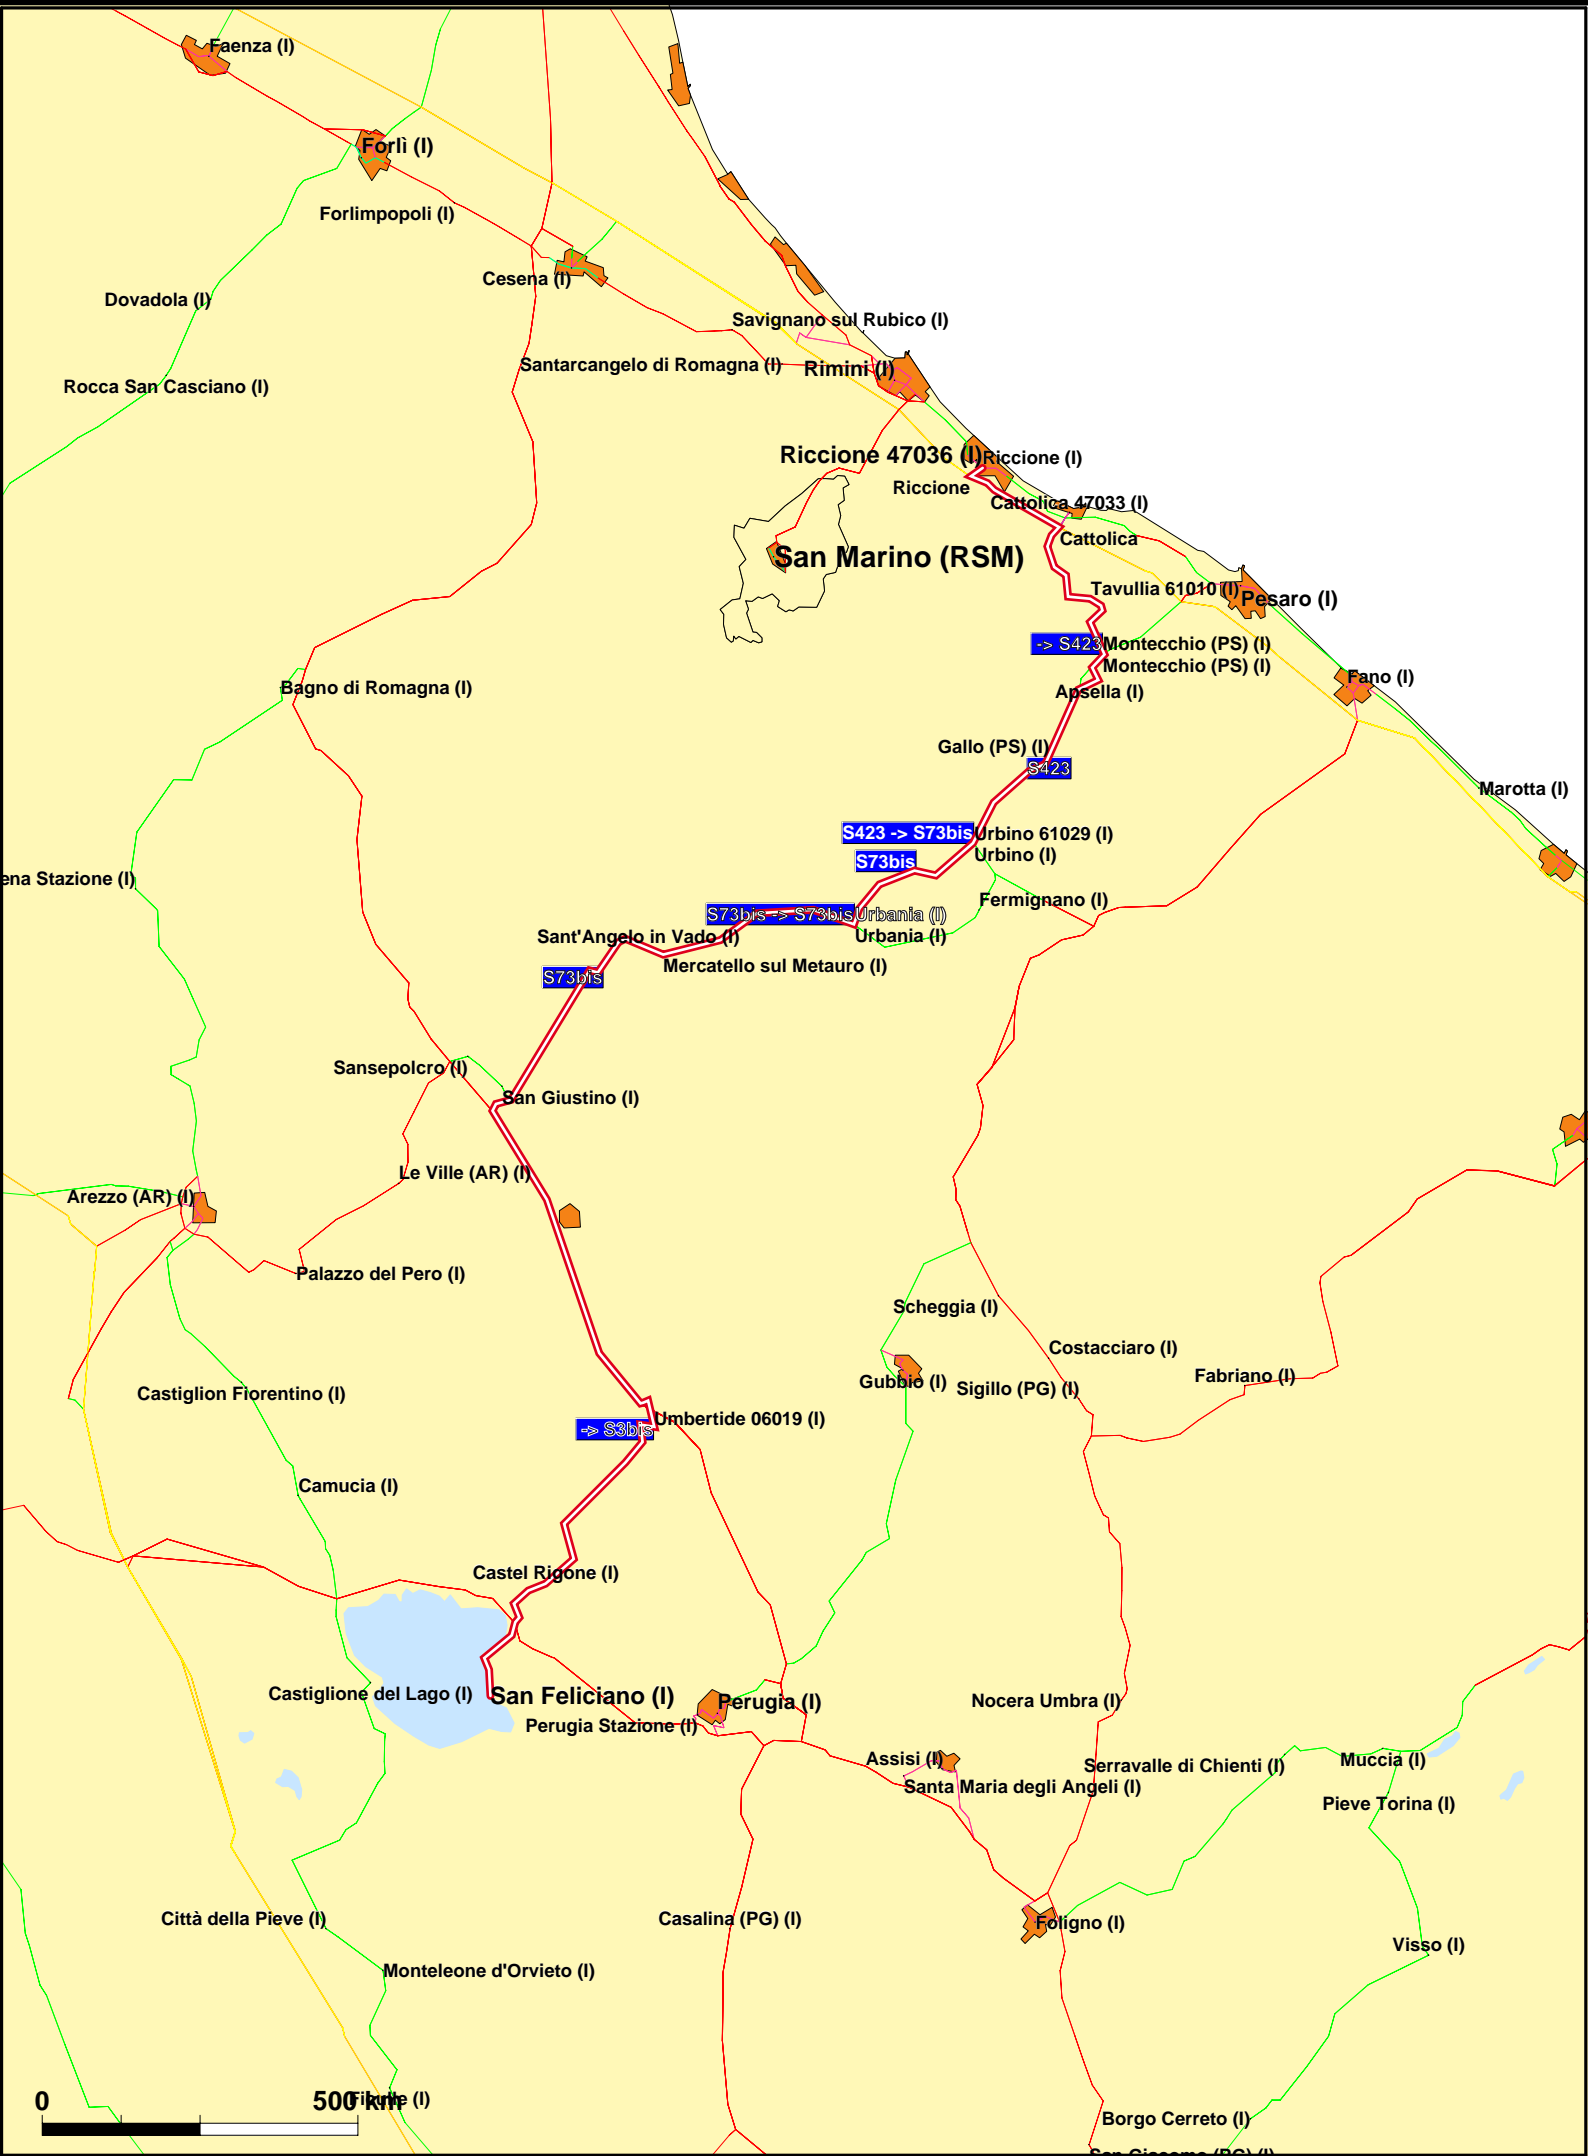 Faenza (I)
Forlì (I)
Forlimpopoli (I)
Cesena (I)
Dovadola (I)
Savignano sul Rubico (I)
Santarcangelo di Romagna (I)
Rimini (I)
Rocca San Casciano (I)
Riccione 47036 (I)
Riccione (I)
Riccione
Cattolica 47033 (I)
Cattolica
San Marino (RSM)
Tavullia 61010 (I)
Pesaro (I)
-> S423
Montecchio (PS) (I)
Montecchio (PS) (I)
Fano (I)
Bagno di Romagna (I)
Apsella (I)
Gallo (PS) (I)
S423
Marotta (I)
S423 -> S73bis
Urbino 61029 (I)
Urbino (I)
S73bis
ena Stazione (I)
Fermignano (I)
S73bis -> S73bis
Urbania (I)
Urbania (I)
Sant'Angelo in Vado (I)
Mercatello sul Metauro (I)
S73bis
Sansepolcro (I)
San Giustino (I)
Le Ville (AR) (I)
Arezzo (AR) (I)
Palazzo del Pero (I)
Scheggia (I)
Costacciaro (I)
Fabriano (I)
Gubbio (I)
Sigillo (PG) (I)
Castiglion Fiorentino (I)
Umbertide 06019 (I)
-> S3bis
Camucia (I)
Castel Rigone (I)
Castiglione del Lago (I)
San Feliciano (I)
Perugia (I)
Nocera Umbra (I)
Perugia Stazione (I)
Assisi (I)
Serravalle di Chienti (I)
Muccia (I)
Santa Maria degli Angeli (I)
Pieve Torina (I)
Città della Pieve (I)
Casalina (PG) (I)
Foligno (I)
Visso (I)
Monteleone d'Orvieto (I)
0
500 km
Ficulle (I)
Borgo Cerreto (I)
San Giacomo (PG) (I)